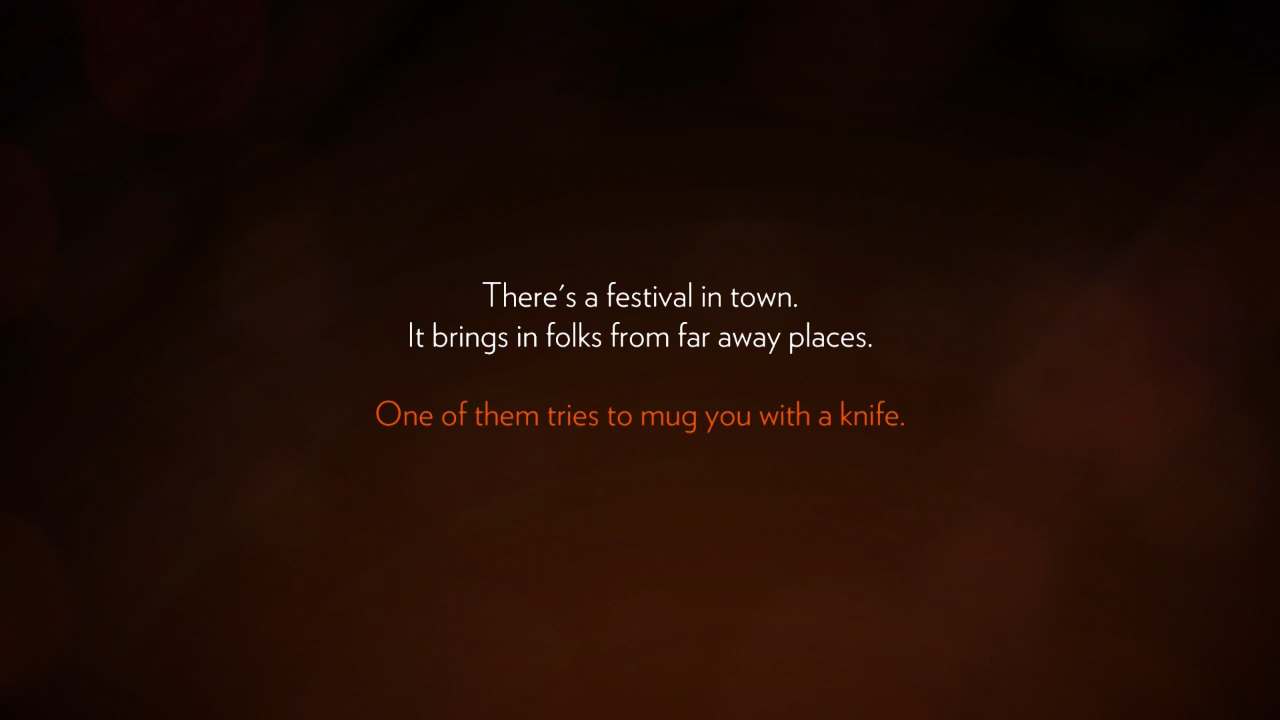 There's a festival in town.
It brings in folks from far away places.
One of them tries to mug you with a knife.